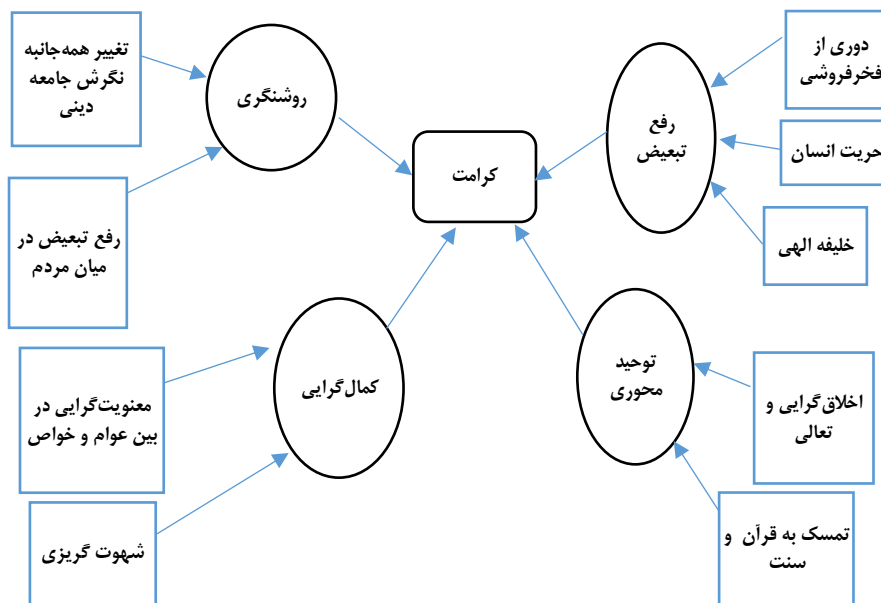 دوری از
فخرفروشی
حریت انسان
خلیفه الهی
رفع
تبعیض
تغییر همه‌جانبه
نگرش جامعه
دینی
روشنگری
رفع تبعیض در
میان مردم
کرامت
توحید
محوری
اخلاق‌گرایی و
تعالی
تمسک به قرآن و
سنت
کمال‌گرایی
معنویت‌گرایی در
بین عوام و خواص
شهوت گریزی